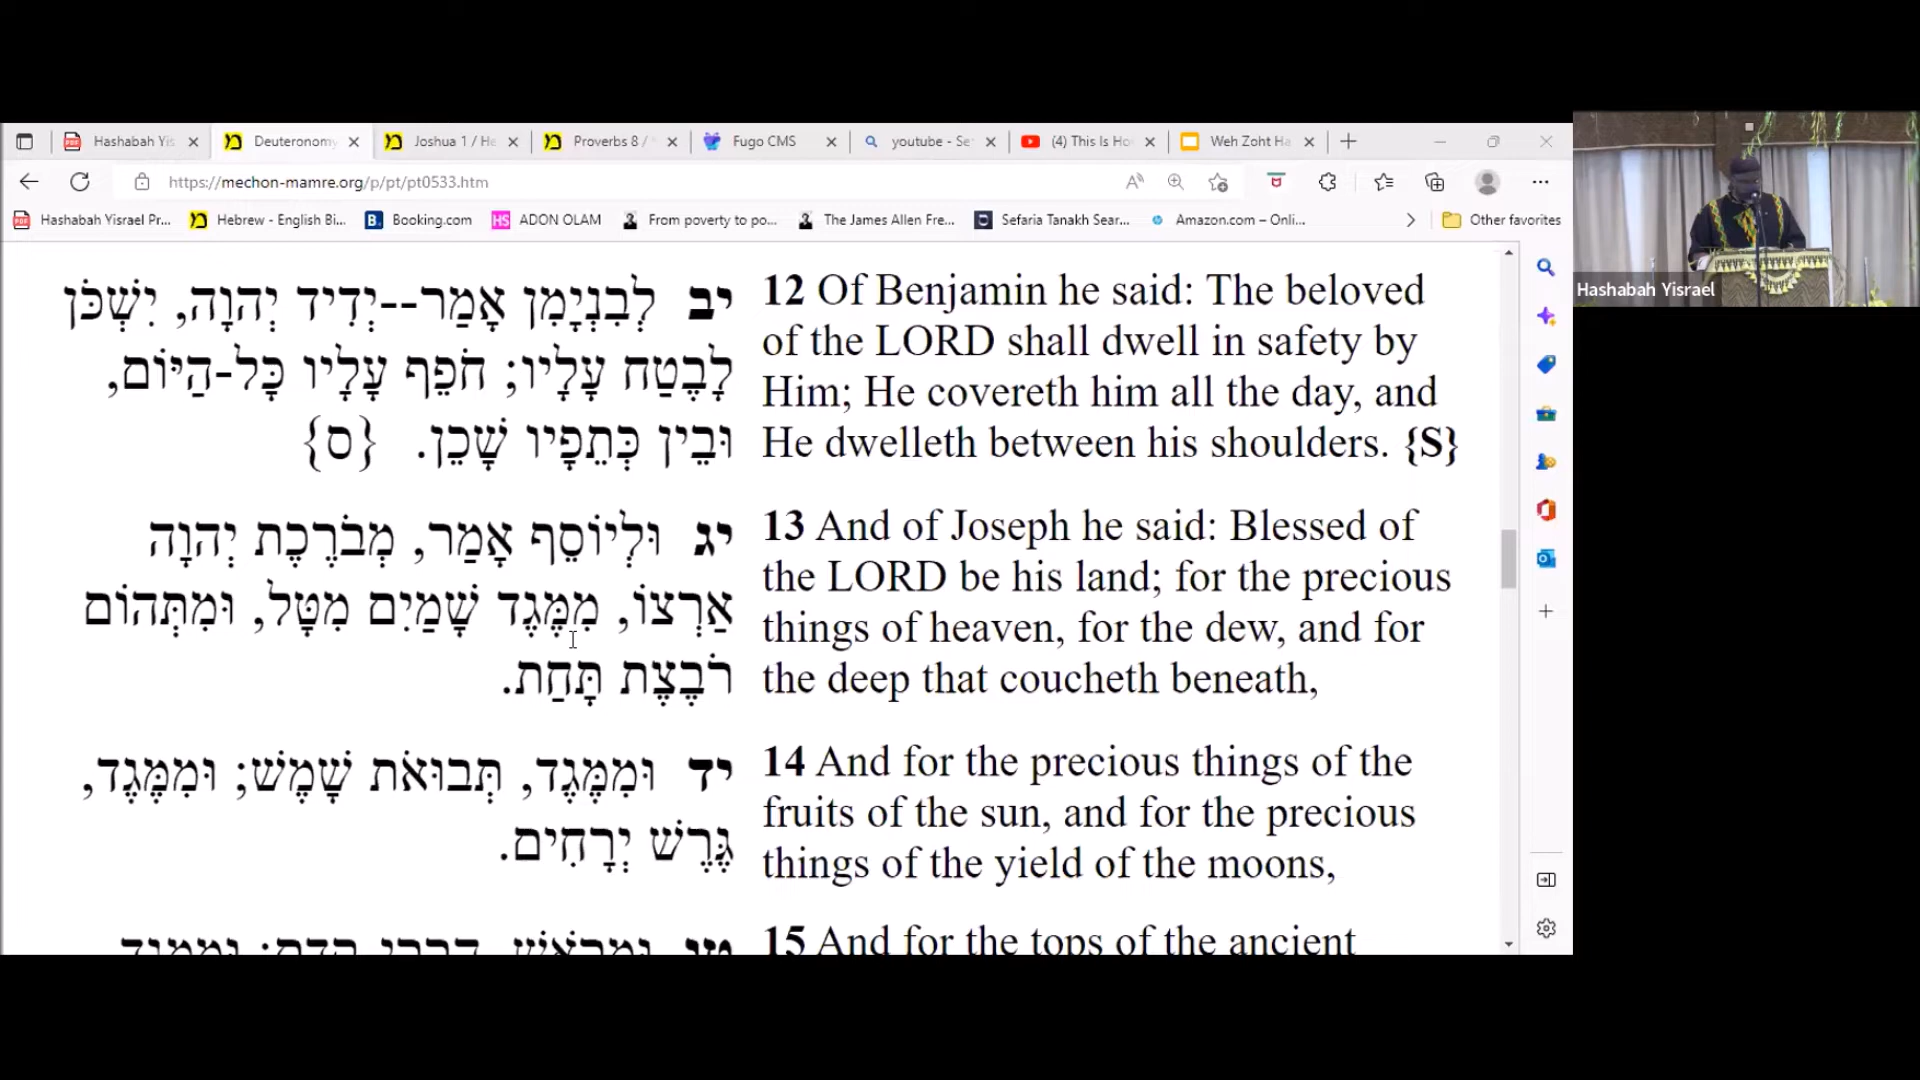 Hashabah Yis
Deuteronomy
Joshua 1 / He
Proverbs 8 /
Fugo CMS
youtube - Se
(4) This Is Ho
Weh Zoht Ha
https://mechon-mamre.org/p/pt/pt0533.htm
Hashabah Yisrael Pr...
Hebrew - English Bi...
Booking.com
ADON OLAM
From poverty to po...
The James Allen Fre...
Sefaria Tanakh Sear...
Amazon.com – Onli...
Other favorites
Hashabah Yisrael
יב לְבִנְיָמִן אָמַר--יְדִיד יְהוָה, יִשְׁכֹּן
לָבֶטַח עָלָיו; חֹפֵף עָלָיו כָּל-הַיּוֹם,
וּבֵין כְּתֵפָיו שָׁכֵן. {ס}
12 Of Benjamin he said: The beloved
of the LORD shall dwell in safety by
Him; He covereth him all the day, and
He dwelleth between his shoulders. {S}
יג וּלְיוֹסֵף אָמַר, מְבֹרֶכֶת יְהוָה
אַרְצוֹ, מִמֶּגֶד שָׁמַיִם מִטָּל, וּמִתְּהוֹם
רֹבֶצֶת תָּחַת.
13 And of Joseph he said: Blessed of
the LORD be his land; for the precious
things of heaven, for the dew, and for
the deep that coucheth beneath,
יד וּמִמֶּגֶד, תְּבוּאֹת שָׁמֶשׁ; וּמִמֶּגֶד,
גֶּרֶשׁ יְרָחִים.
14 And for the precious things of the
fruits of the sun, and for the precious
things of the yield of the moons,
15 And for the tops of the ancient